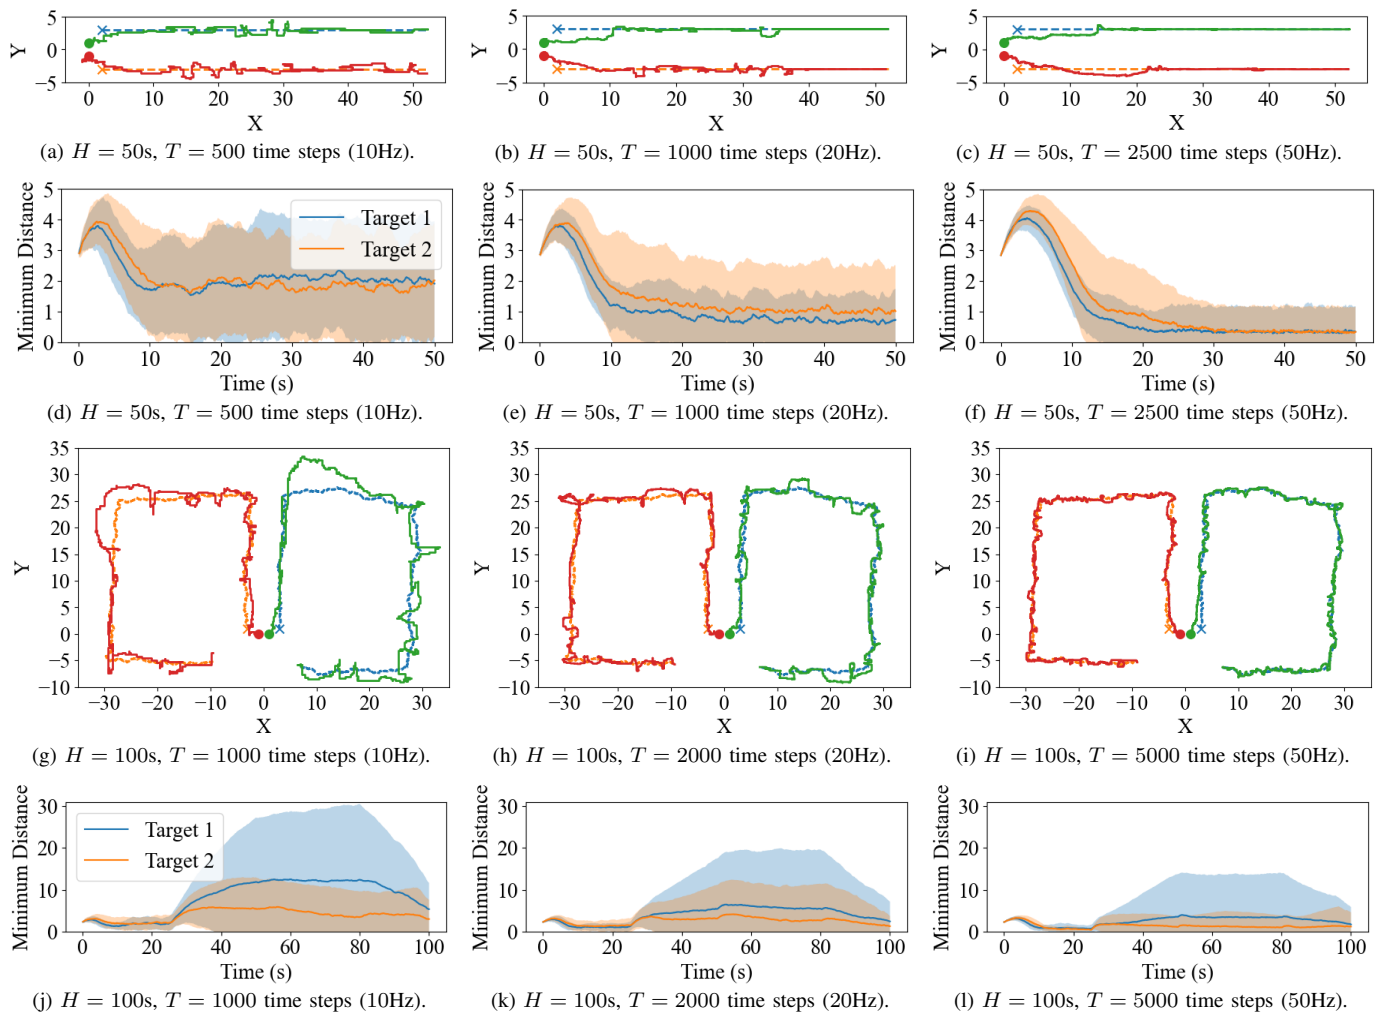 5
0
−5
Y
0 10 20 30 40 50
X
(a) H = 50s, T = 500 time steps (10Hz).
5
0
−5
Y
0 10 20 30 40 50
X
(b) H = 50s, T = 1000 time steps (20Hz).
5
0
−5
Y
0 10 20 30 40 50
X
(c) H = 50s, T = 2500 time steps (50Hz).
5
4
3
2
1
0
Minimum Distance
Target 1
Target 2
0 10 20 30 40 50
Time (s)
(d) H = 50s, T = 500 time steps (10Hz).
5
4
3
2
1
0
Minimum Distance
0 10 20 30 40 50
Time (s)
(e) H = 50s, T = 1000 time steps (20Hz).
5
4
3
2
1
0
Minimum Distance
0 10 20 30 40 50
Time (s)
(f) H = 50s, T = 2500 time steps (50Hz).
35
30
25
20
15
10
5
0
−5
−10
Y
−30 −20 −10 0 10 20 30
X
(g) H = 100s, T = 1000 time steps (10Hz).
35
30
25
20
15
10
5
0
−5
−10
Y
−30 −20 −10 0 10 20 30
X
(h) H = 100s, T = 2000 time steps (20Hz).
35
30
25
20
15
10
5
0
−5
−10
Y
−30 −20 −10 0 10 20 30
X
(i) H = 100s, T = 5000 time steps (50Hz).
30
20
10
0
Minimum Distance
Target 1
Target 2
0 20 40 60 80 100
Time (s)
(j) H = 100s, T = 1000 time steps (10Hz).
30
20
10
0
Minimum Distance
0 20 40 60 80 100
Time (s)
(k) H = 100s, T = 2000 time steps (20Hz).
30
20
10
0
Minimum Distance
0 20 40 60 80 100
Time (s)
(l) H = 100s, T = 5000 time steps (50Hz).